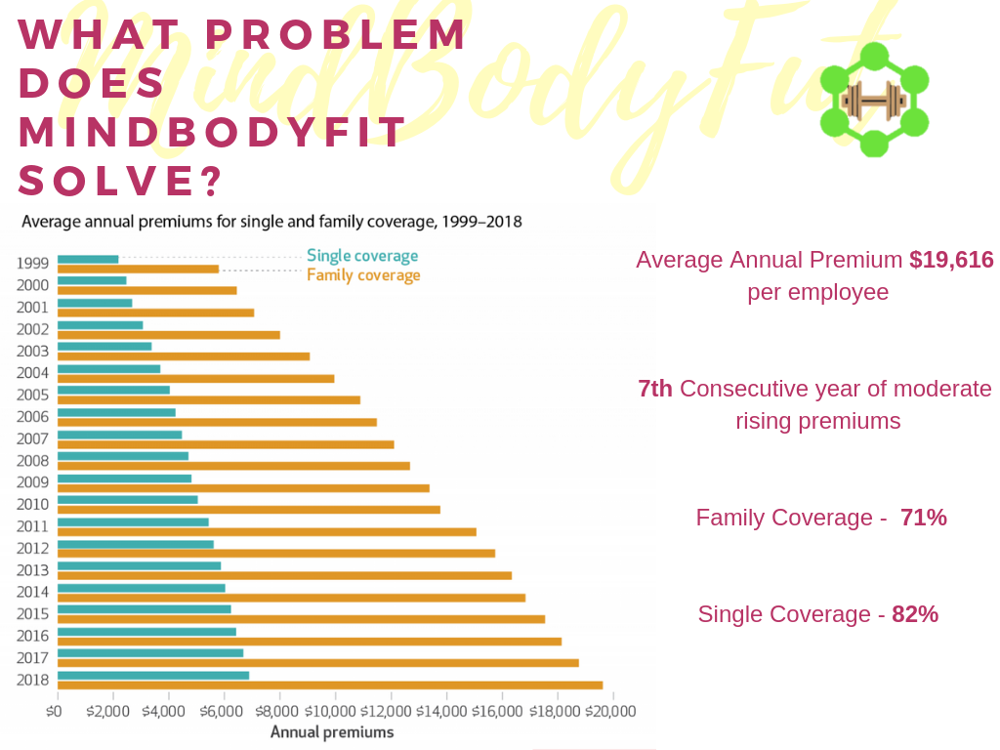 MindBodyFut
WHAT PROBLEM
DOES
MINDBODYFIT
SOLVE?
Average annual premiums for single and family coverage, 1999–2018
Single coverage
Family coverage
1999
2000
2001
2002
2003
2004
2005
2006
2007
2008
2009
2010
2011
2012
2013
2014
2015
2016
2017
2018
$0 $2,000 $4,000 $6,000 $8,000 $10,000 $12,000 $14,000 $16,000 $18,000 $20,000
Annual premiums
Average Annual Premium $19,616
per employee
7th Consecutive year of moderate
rising premiums
Family Coverage - 71%
Single Coverage - 82%